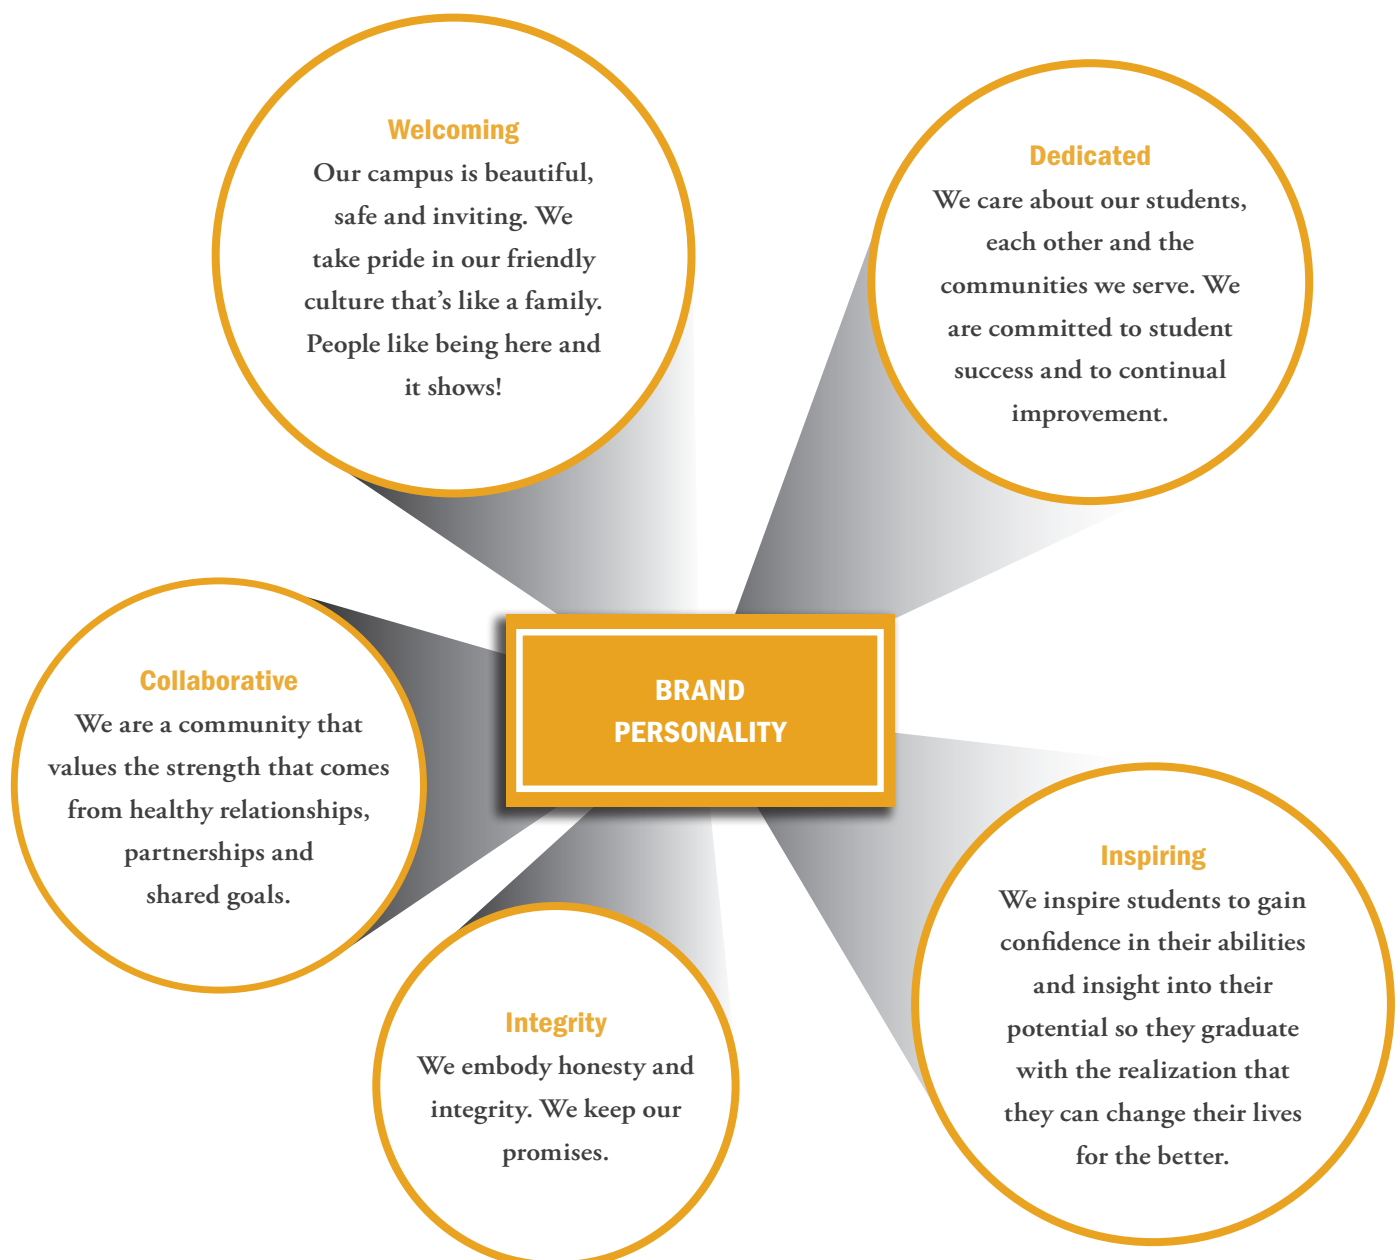 Welcoming
Our campus is beautiful,
safe and inviting. We
take pride in our friendly
culture that’s like a family.
People like being here and
it shows!
Dedicated
We care about our students,
each other and the
communities we serve. We
are committed to student
success and to continual
improvement.
BRAND
PERSONALITY
Collaborative
We are a community that
values the strength that comes
from healthy relationships,
partnerships and
shared goals.
Integrity
We embody honesty and
integrity. We keep our
promises.
Inspiring
We inspire students to gain
confidence in their abilities
and insight into their
potential so they graduate
with the realization that
they can change their lives
for the better.